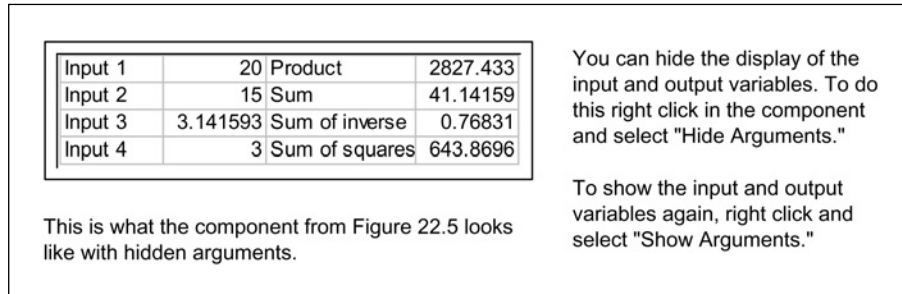 Input 1 20 Product 2827.433
Input 2 15 Sum 41.14159
Input 3 3.141593 Sum of inverse 0.76831
Input 4 3 Sum of squares 643.8696
This is what the component from Figure 22.5 looks
like with hidden arguments.
You can hide the display of the
input and output variables. To do
this right click in the component
and select "Hide Arguments."
To show the input and output
variables again, right click and
select "Show Arguments."